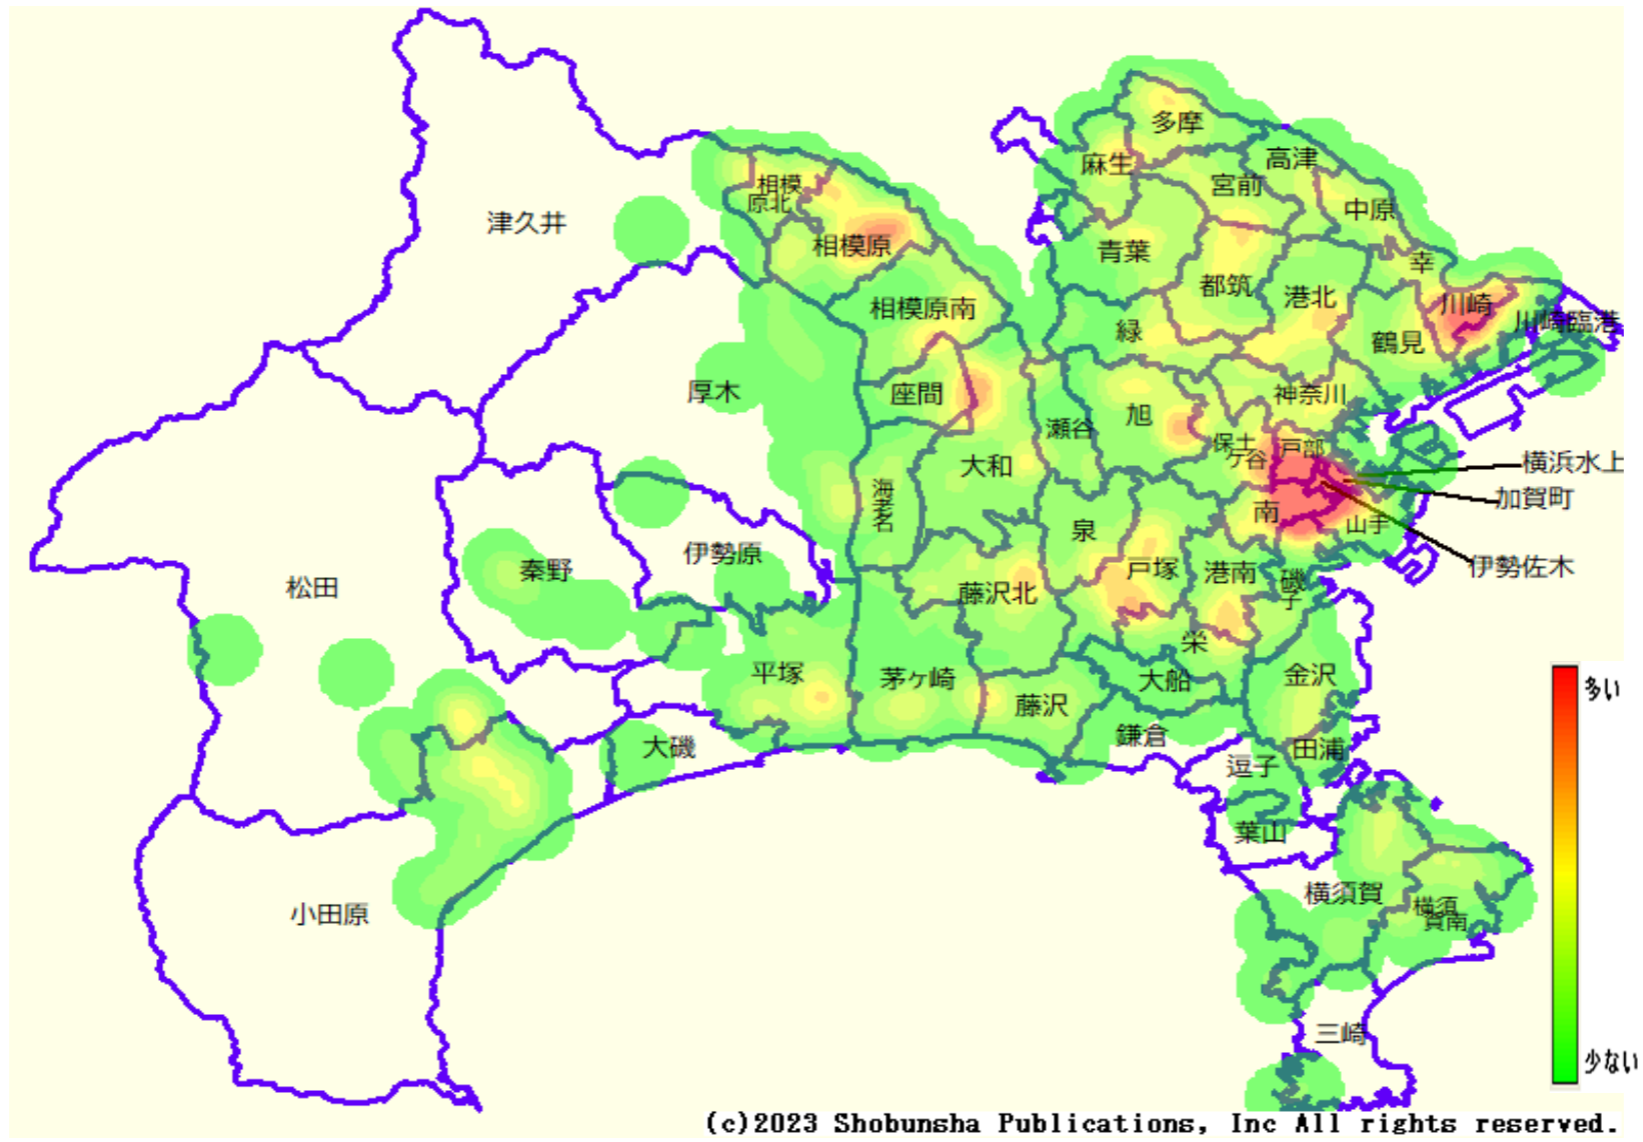 多摩
麻生
高津
宮前
相模
原北
中原
津久井
相模原
青葉
幸
都筑
港北
相模原南
川崎
川崎臨港
緑
鶴見
厚木
座間
神奈川
旭
瀬谷
保土
ケ谷
戸部
大和
横浜水上
加賀町
海老名
南
山手
泉
伊勢原
秦野
戸塚
港南
伊勢佐木
磯子
松田
藤沢北
栄
平塚
茅ヶ崎
大船
金沢
多い
藤沢
大磯
鎌倉
田浦
逗子
葉山
横須賀
横須
賀南
小田原
三崎
少ない
(c)2023 Shobunsha Publications, Inc All rights reserved.